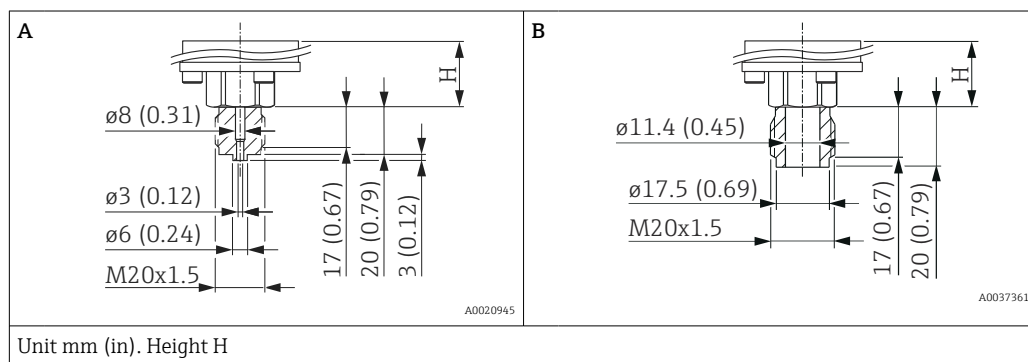 A
H
ø8 (0.31)
ø3 (0.12)
ø6 (0.24)
M20x1.5
17 (0.67)
20 (0.79)
3 (0.12)
A0020945
B
H
ø11.4 (0.45)
ø17.5 (0.69)
M20x1.5
17 (0.67)
20 (0.79)
A0037361
Unit mm (in). Height H